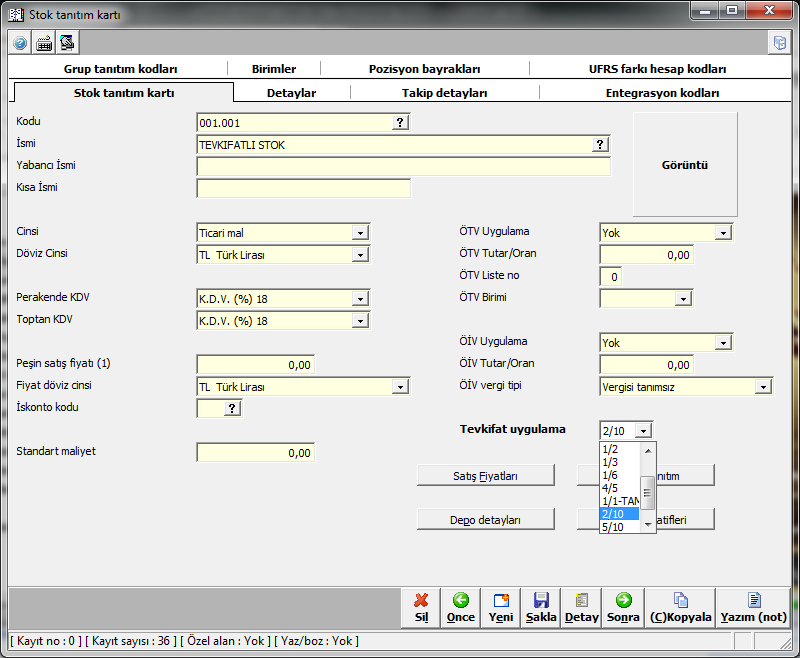 Stok tanıtım kartı
Grup tanıtım kodları Birimler Pozisyon bayrakları UFRS farkı hesap kodları
Stok tanıtım kartı Detaylar Takip detayları Entegrasyon kodları
Kodu 001.001 ?
İsmi TEVKIFATLI STOK ?
Yabancı İsmi
Kısa İsmi
Görüntü
Cinsi Ticari mal ÖTV Uygulama Yok
Döviz Cinsi TL Türk Lirası ÖTV Tutar/Oran 0,00
ÖTV Liste no 0
Perakende KDV K.D.V. (%) 18 ÖTV Birimi
Toptan KDV K.D.V. (%) 18
ÖİV Uygulama Yok
Peşin satış fiyatı (1) 0,00 ÖİV Tutar/Oran 0,00
Fiyat döviz cinsi TL Türk Lirası ÖİV vergi tipi Vergisi tanımsız
İskonto kodu ?
Tevkifat uygulama 2/10
Standart maliyet 0,00
1/2
1/3
1/6
4/5
1/1-TAN
2/10
5/10
Satış Fiyatları nıtım
Depo detayları atifleri
Sil Önce Yeni Sakla Detay Sonra (C)Kopyala Yazım (not)
[ Kayıt no : 0 ] [ Kayıt sayısı : 36 ] [ Özel alan : Yok ] [ Yaz/boz : Yok ]